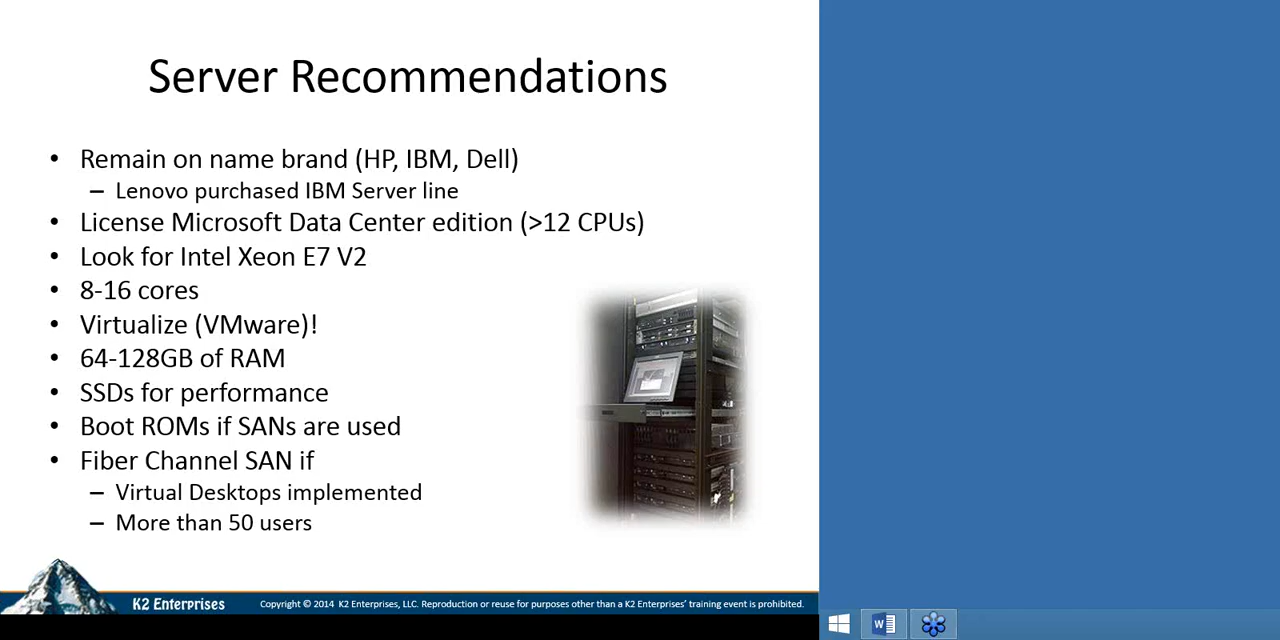 Server Recommendations
• Remain on name brand (HP, IBM, Dell)
– Lenovo purchased IBM Server line
• License Microsoft Data Center edition (>12 CPUs)
• Look for Intel Xeon E7 V2
• 8-16 cores
• Virtualize (VMware)!
• 64-128GB of RAM
• SSDs for performance
• Boot ROMs if SANs are used
• Fiber Channel SAN if
– Virtual Desktops implemented
– More than 50 users
K2 Enterprises Copyright © 2014 K2 Enterprises, LLC. Reproduction or reuse for purposes other than a K2 Enterprises' training event is prohibited.
W